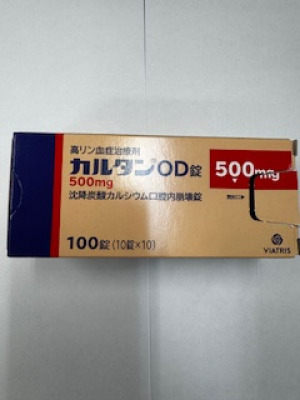 高リン血症治療剤
カルタンOD錠 500mg
500mg
沈降炭酸カルシウム口腔内崩壊錠
100錠 (10錠×10)
VIATRIS